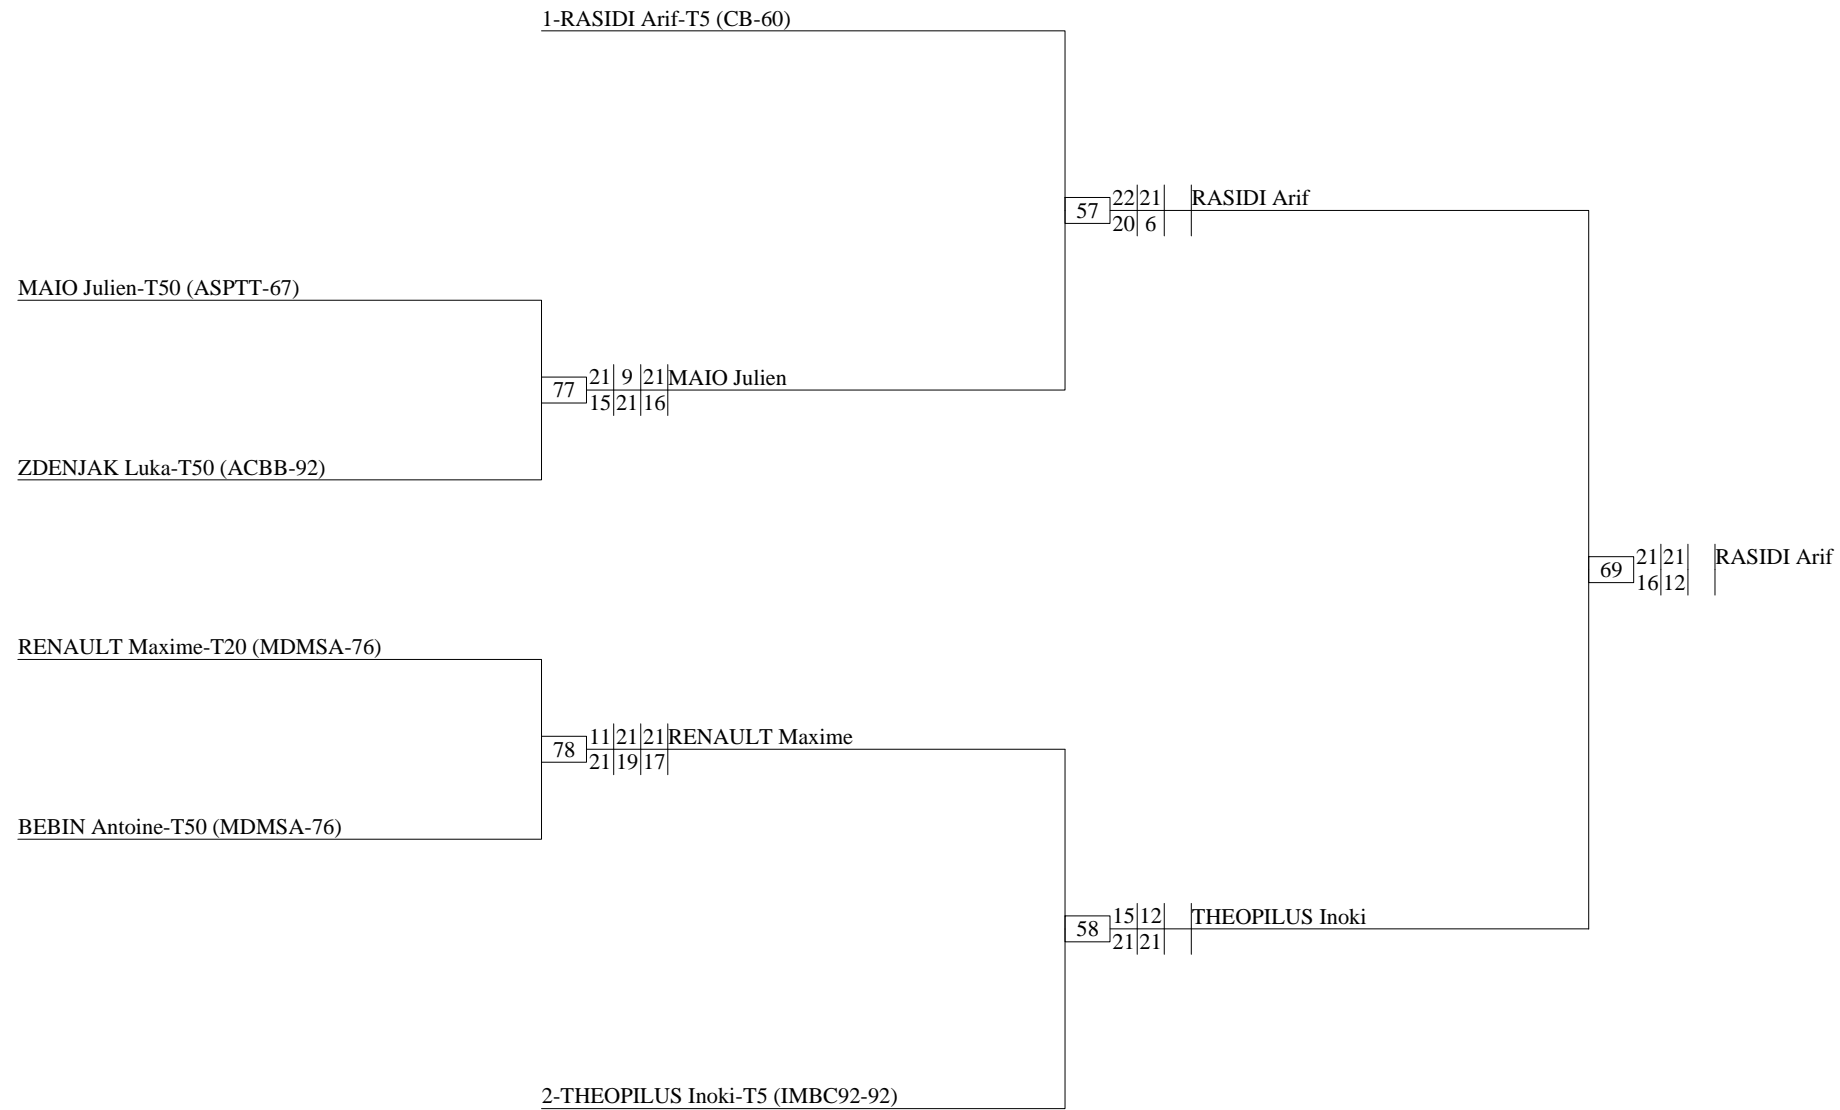 1-RASIDI Arif-T5 (CB-60)
22 21 RASIDI Arif
57
20 6
MAIO Julien-T50 (ASPTT-67)
21 9 21 MAIO Julien
77
15 21 16
ZDENJAK Luka-T50 (ACBB-92)
21 21 RASIDI Arif
69
16 12
RENAULT Maxime-T20 (MDMSA-76)
11 21 21 RENAULT Maxime
78
21 19 17
BEBIN Antoine-T50 (MDMSA-76)
15 12 THEOPILUS Inoki
58
21 21
2-THEOPILUS Inoki-T5 (IMBC92-92)